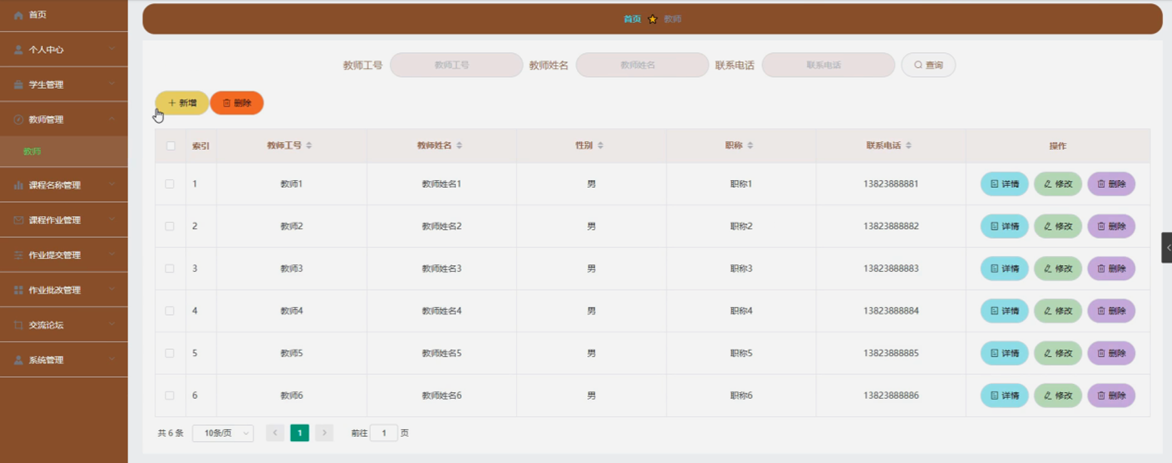 首页
个人中心
学生管理
教师管理
教师
课程名称管理
课程作业管理
作业提交管理
作业批改管理
交流论坛
系统管理
首页 教师
教师工号 教师工号 教师姓名 教师姓名 联系电话 联系电话 查询
+ 新增 删除
索引 教师工号 教师姓名 性别 职称 联系电话 操作
1 教师1 教师姓名1 男 职称1 13823888881 详情 修改 删除
2 教师2 教师姓名2 男 职称2 13823888882 详情 修改 删除
3 教师3 教师姓名3 男 职称3 13823888883 详情 修改 删除
4 教师4 教师姓名4 男 职称4 13823888884 详情 修改 删除
5 教师5 教师姓名5 男 职称5 13823888885 详情 修改 删除
6 教师6 教师姓名6 男 职称6 13823888886 详情 修改 删除
共 6 条 10条/页 < 1 > 前往 1 页